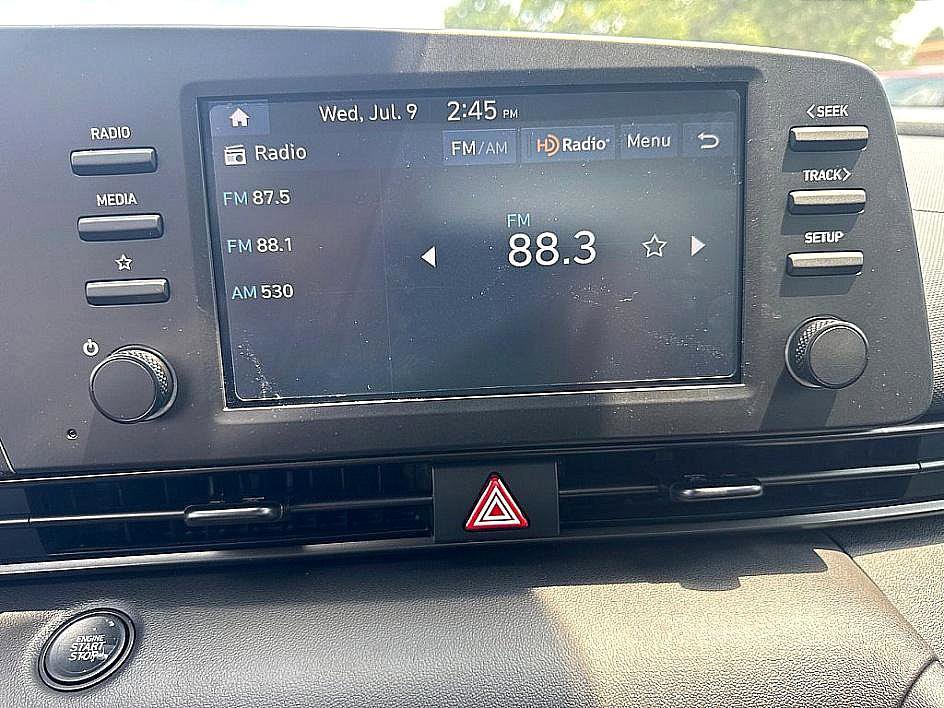 Wed, Jul. 9 2:45 PM
<SEEK
RADIO
Radio
FM/AM
HD Radio
Menu
TRACK>
MEDIA
FM 87.5
FM
88.3
SETUP
FM 88.1
AM 530
ENGINE
START
STOP